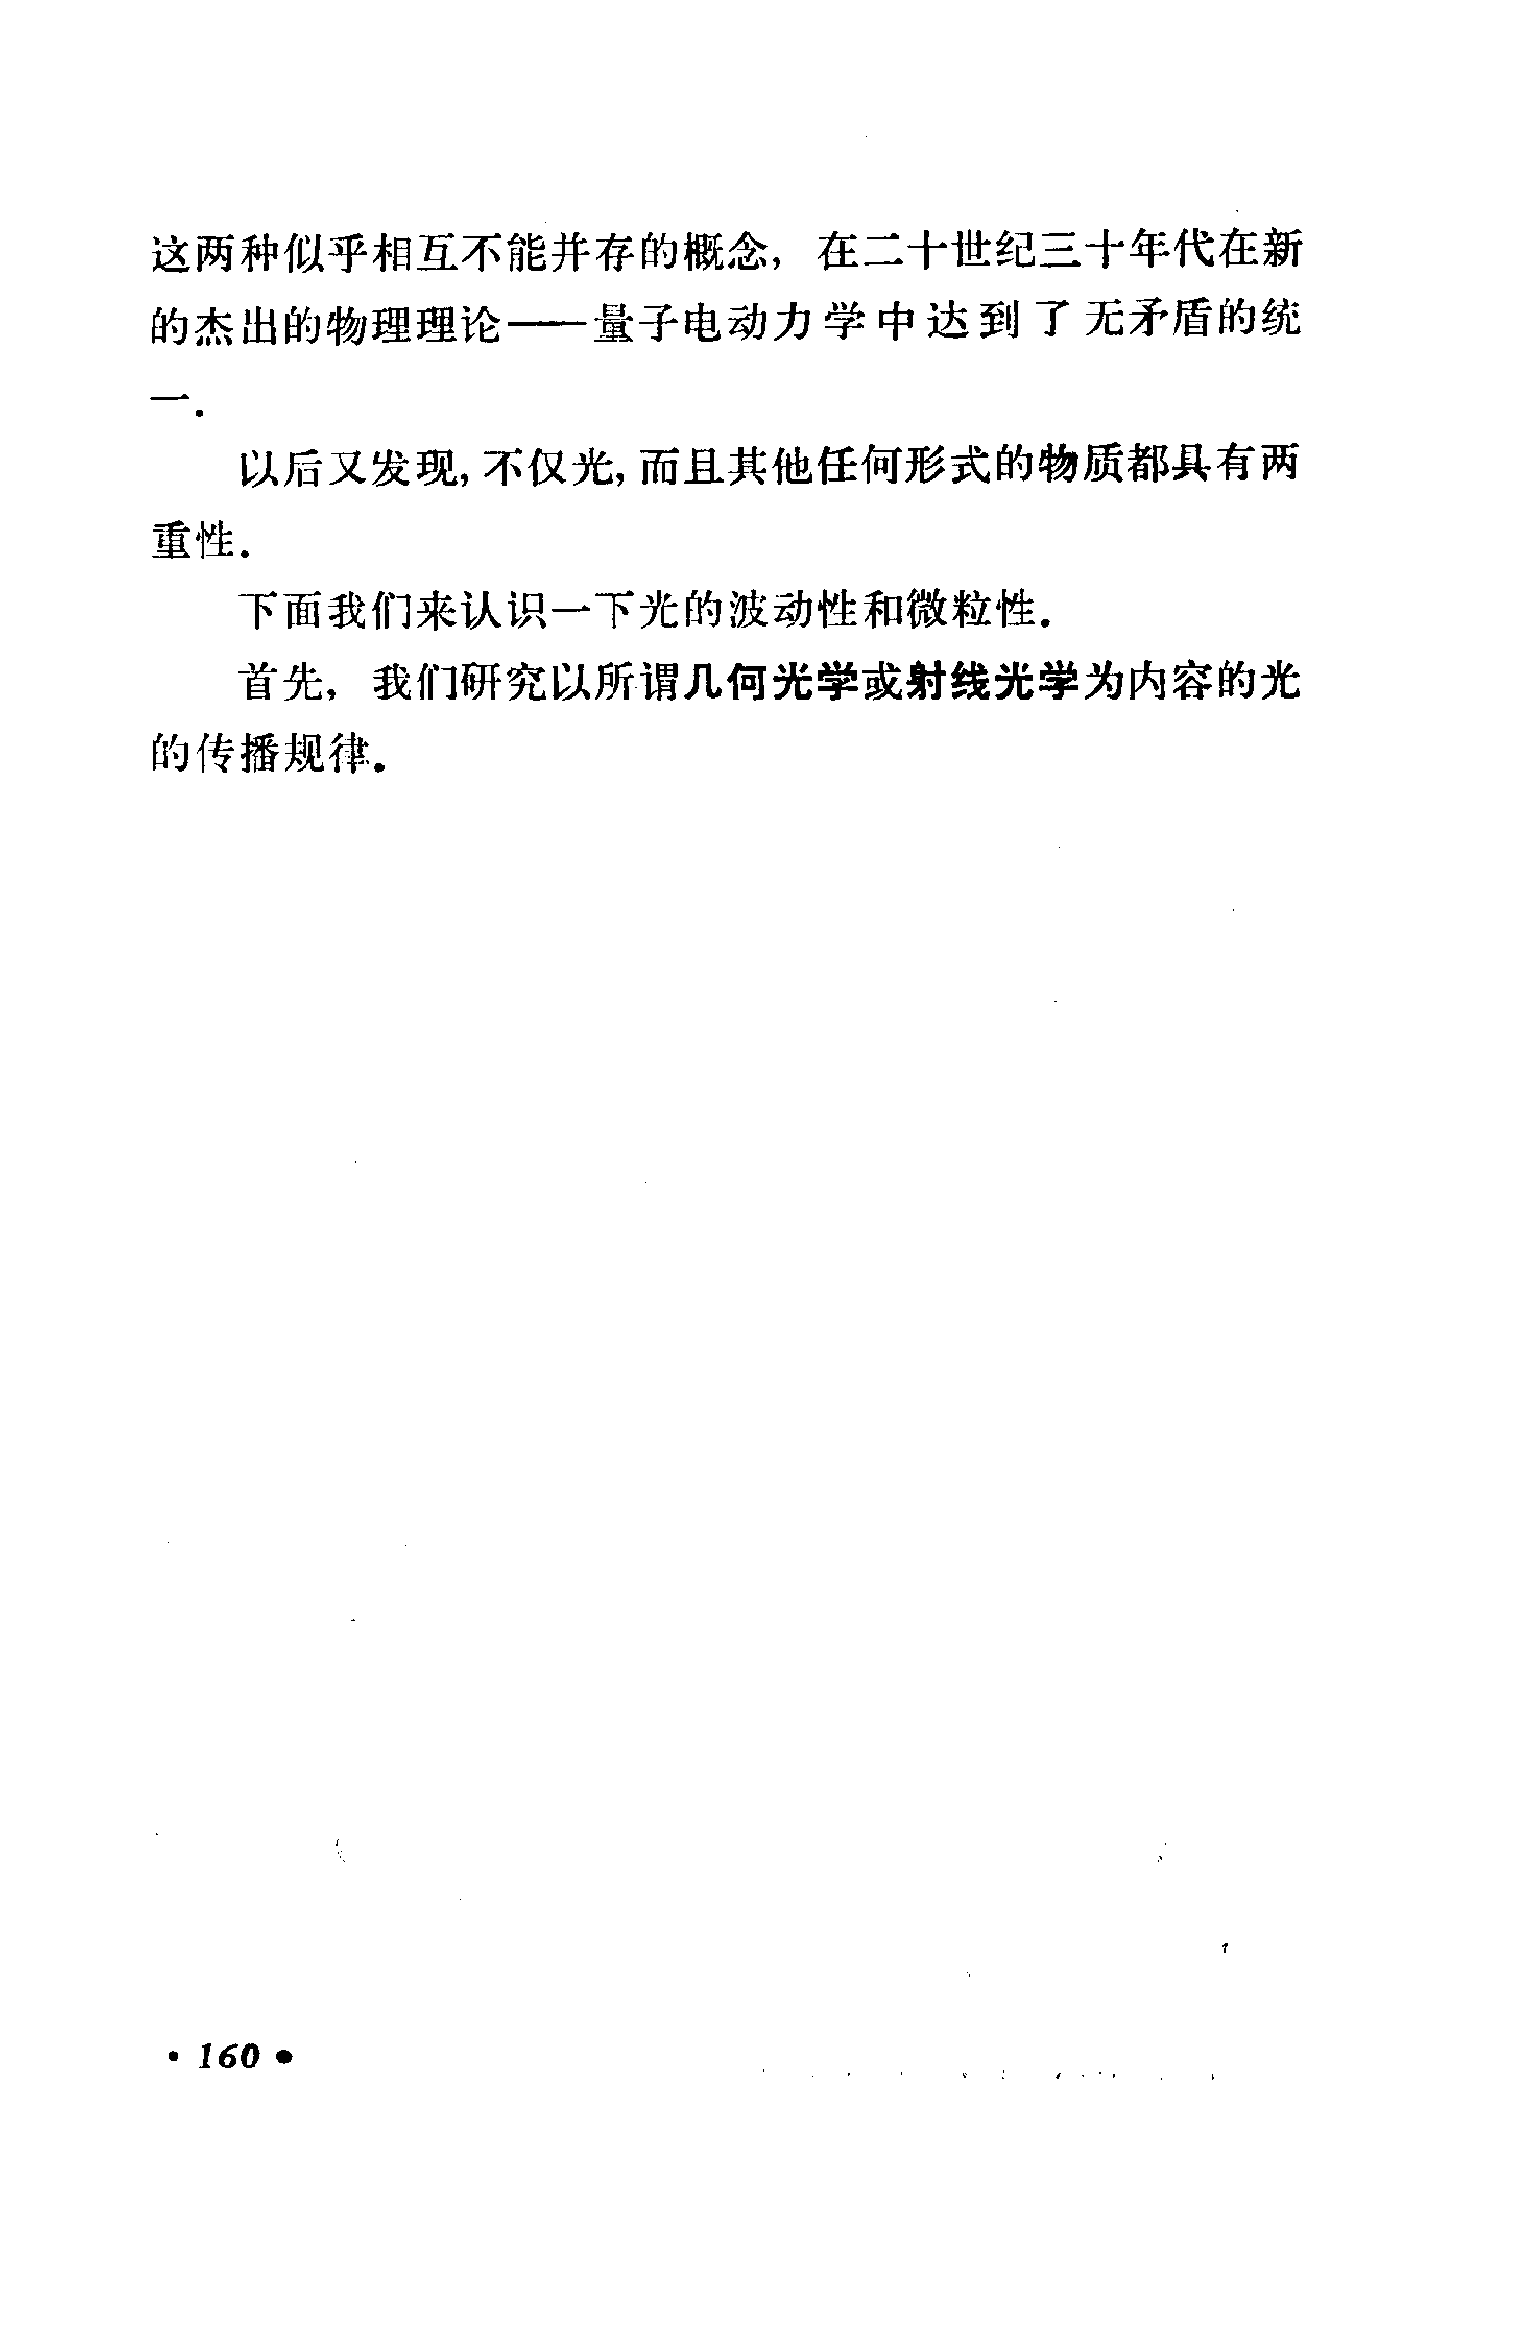 这两种似乎相互不能并存的概念，在二十世纪三十年代在新
的杰出的物理理论——量子电动力学中达到了无矛盾的统
一．
以后又发现，不仅光，而且其他任何形式的物质都具有两
重性．
下面我们来认识一下光的波动性和微粒性．
首先，我们研究以所谓几何光学或射线光学为内容的光
的传播规律．
• 160 •